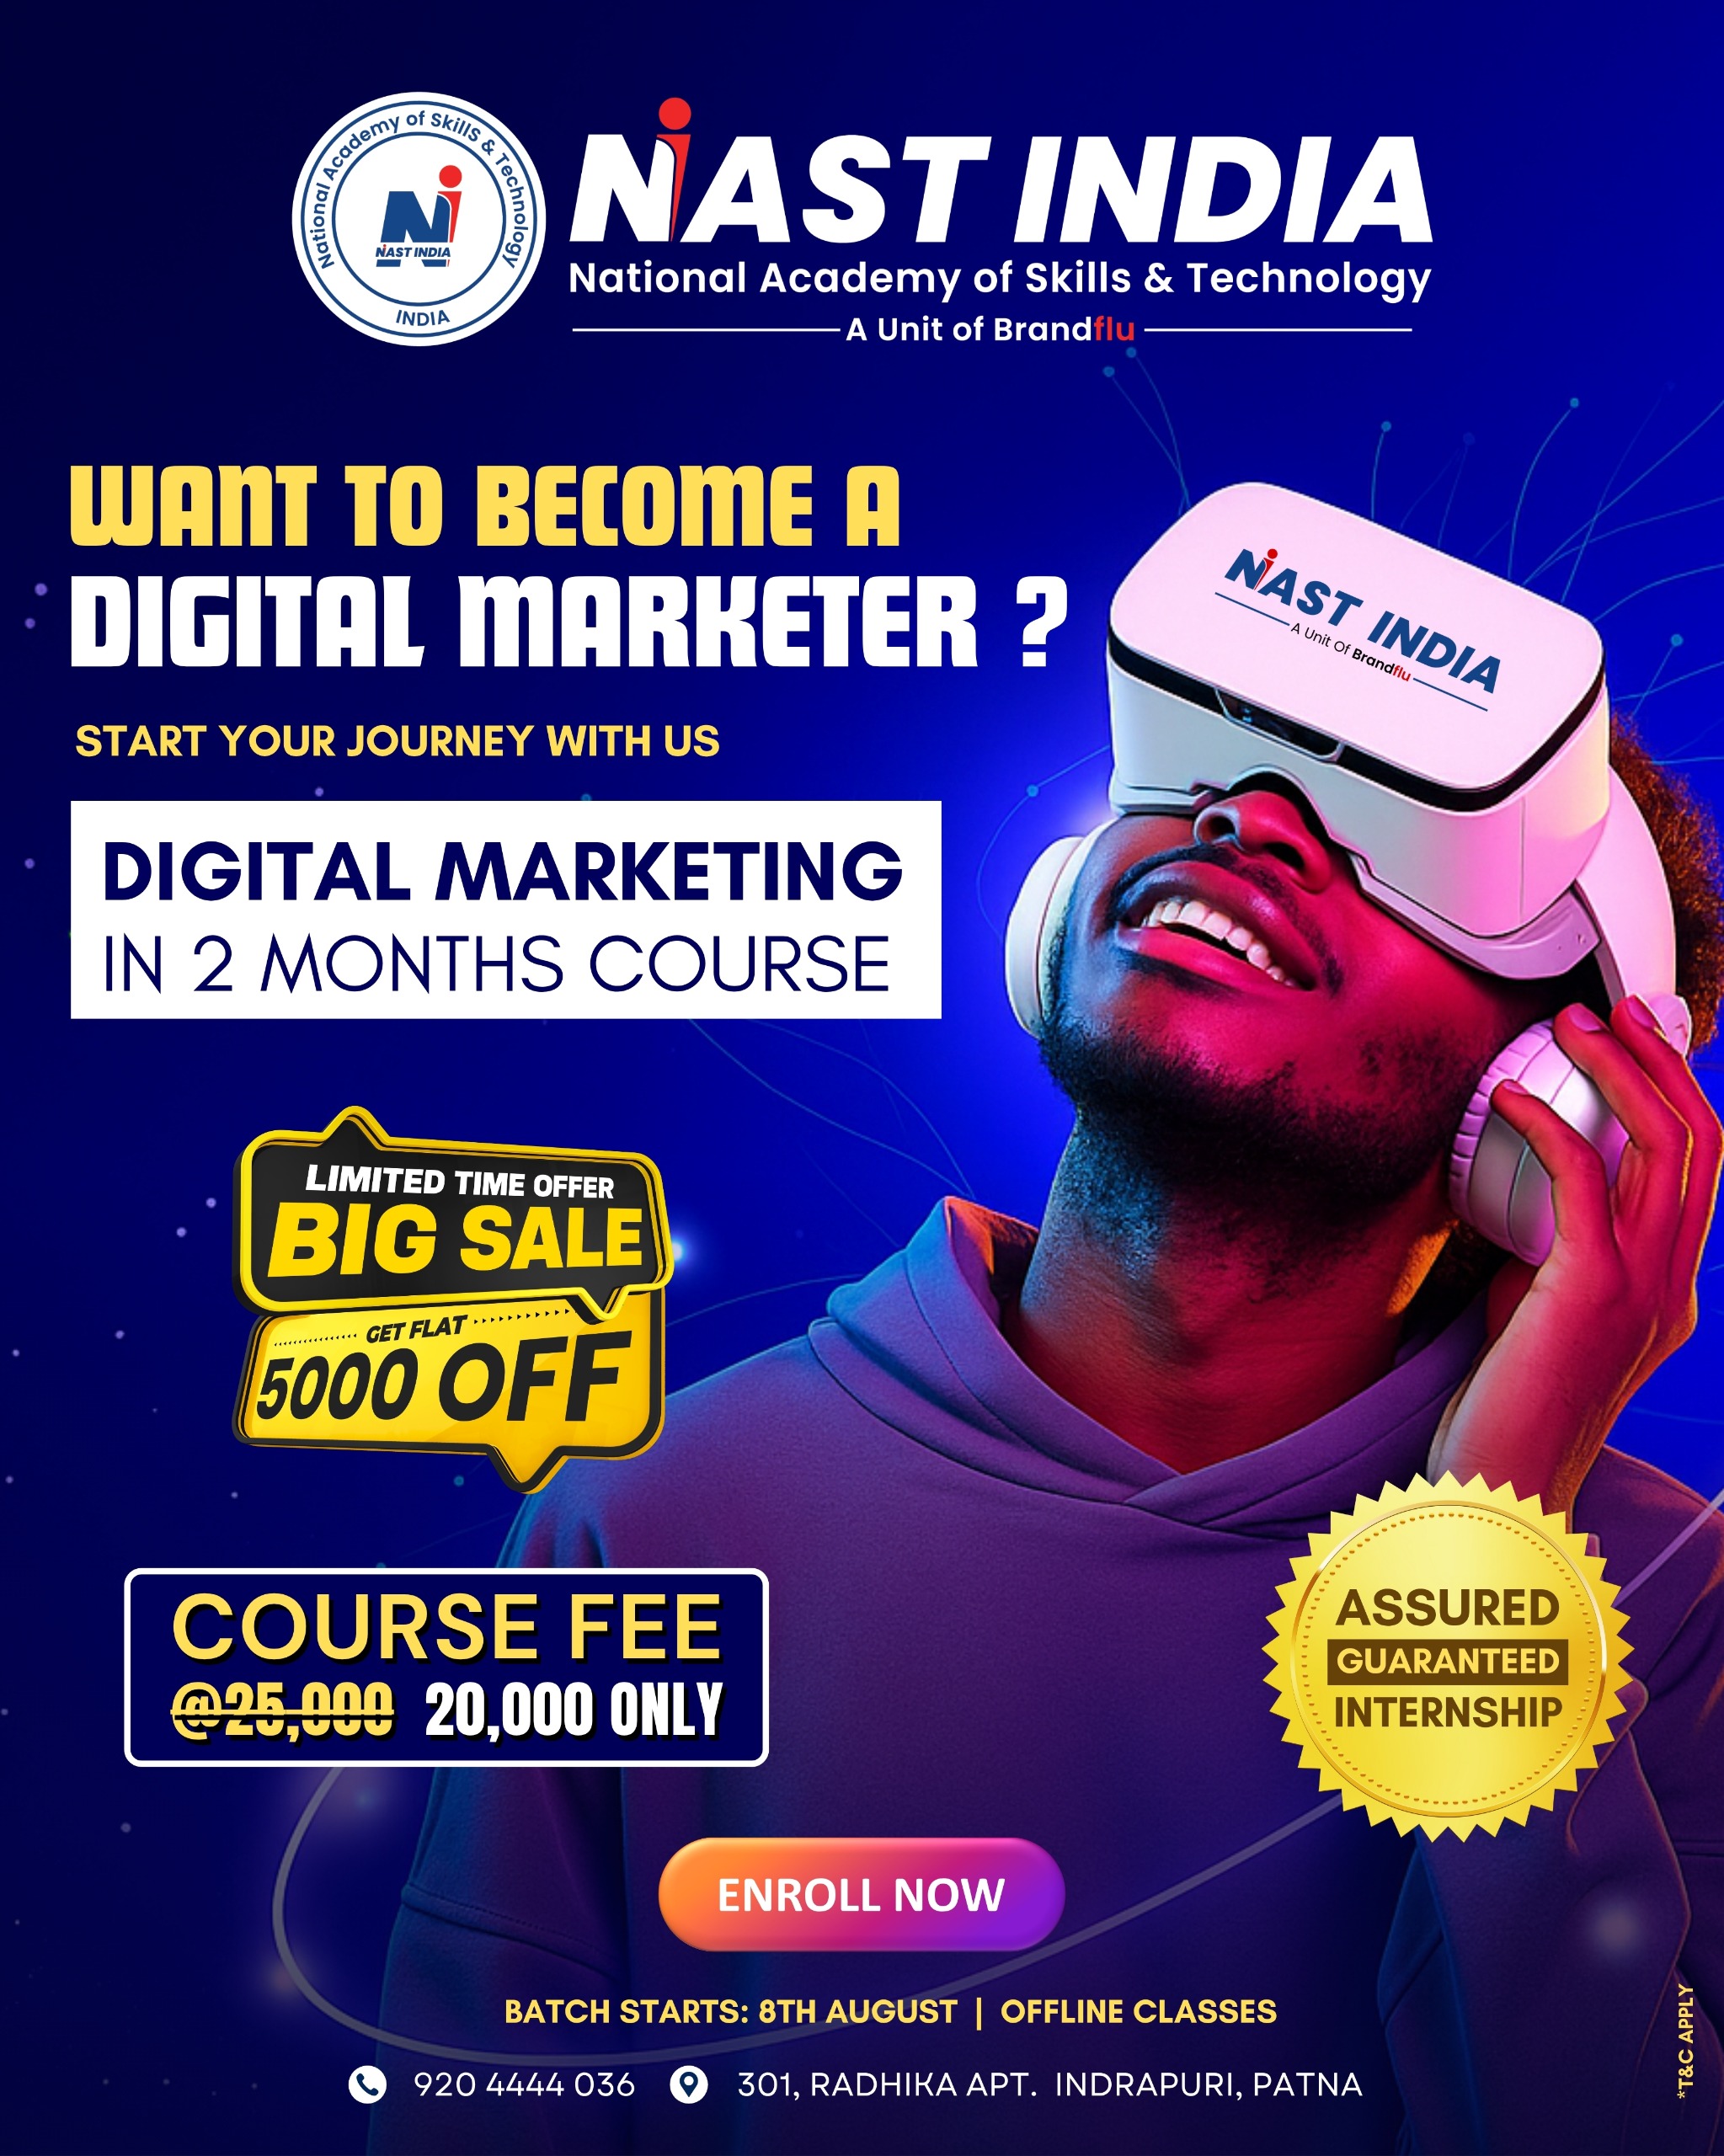 National Academy of Skills & Technology
NAST INDIA
INDIA
NAST INDIA
National Academy of Skills & Technology
A Unit of Brandflu
WANT TO BECOME A
DIGITAL MARKETER ?
START YOUR JOURNEY WITH US
DIGITAL MARKETING
IN 2 MONTHS COURSE
NAST INDIA
A Unit Of Brandflu
LIMITED TIME OFFER
BIG SALE
GET FLAT
5000 OFF
COURSE FEE
@25,000 20,000 ONLY
ASSURED
GUARANTEED
INTERNSHIP
ENROLL NOW
BATCH STARTS: 8TH AUGUST | OFFLINE CLASSES
920 4444 036 301, RADHIKA APT. INDRAPURI, PATNA
*T&C APPLY